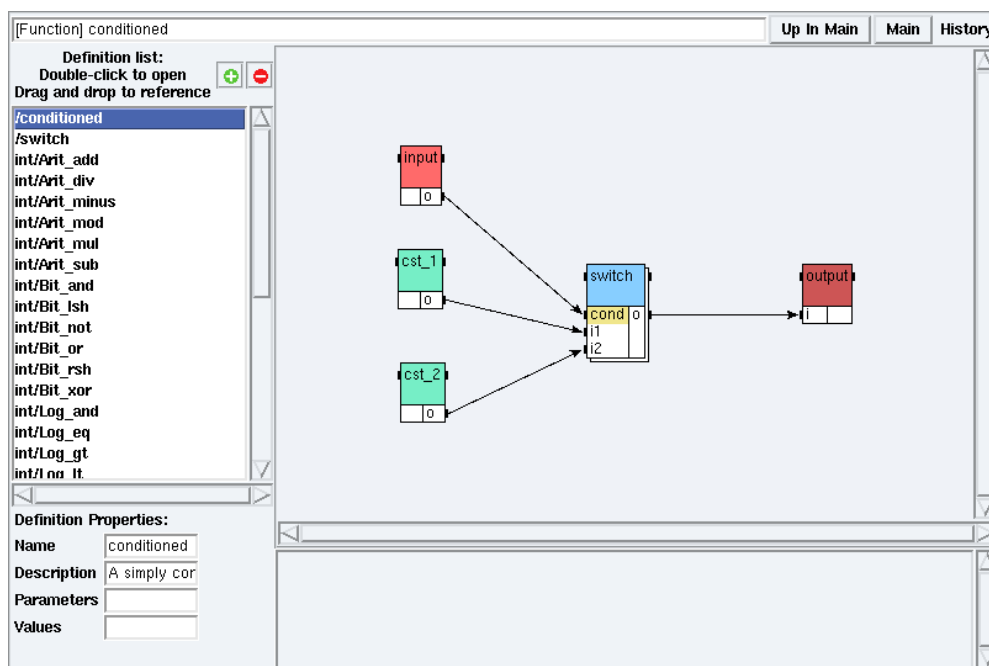 [Function] conditioned
Up In Main
Main
History
Definition list:
Double-click to open
Drag and drop to reference
/conditioned
/switch
int/Arit_add
int/Arit_div
int/Arit_minus
int/Arit_mod
int/Arit_mul
int/Arit_sub
int/Bit_and
int/Bit_lsh
int/Bit_not
int/Bit_or
int/Bit_rsh
int/Bit_xor
int/Log_and
int/Log_eq
int/Log_gt
int/Log_lt
Definition Properties:
Name
conditioned
Description
A simply cor
Parameters
Values
input
o
cst_1
o
cst_2
o
switch
cond o
i1
i2
output
i